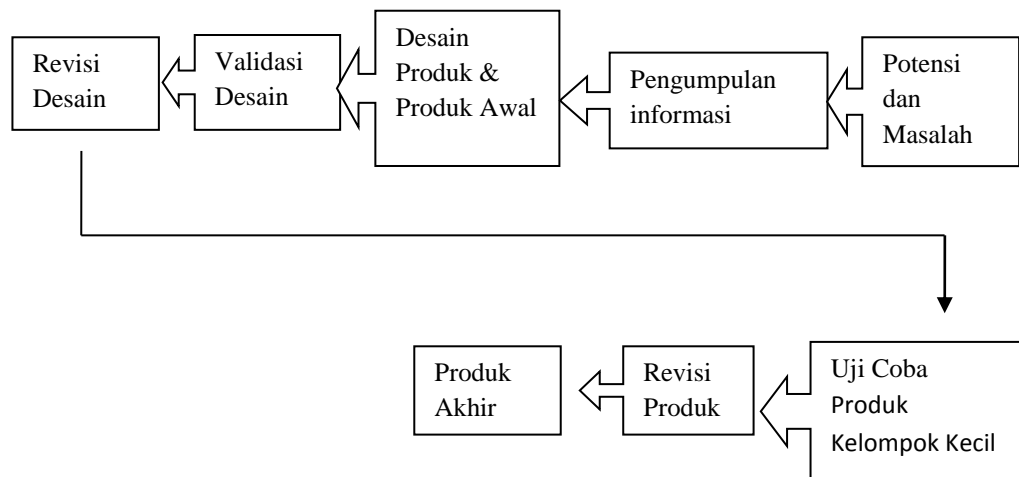 Revisi
Desain
Validasi
Desain
Desain
Produk &
Produk Awal
Pengumpulan
informasi
Potensi
dan
Masalah
Produk
Akhir
Revisi
Produk
Uji Coba
Produk
Kelompok Kecil